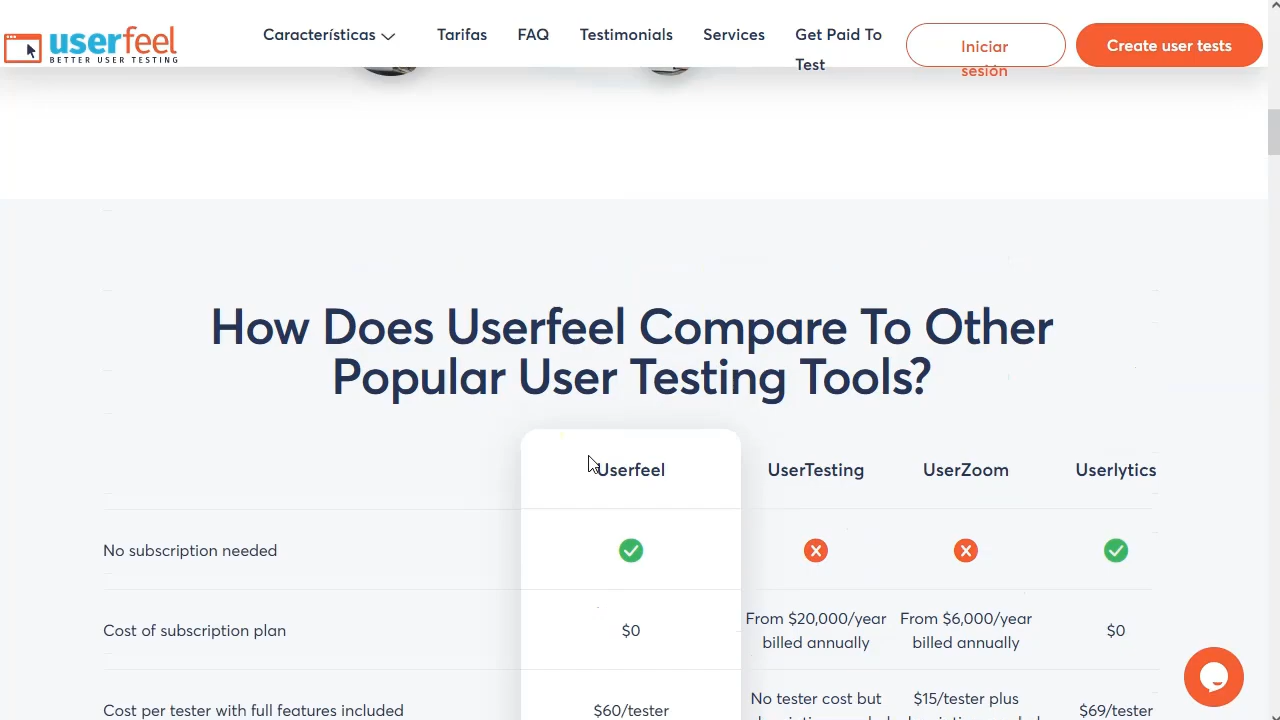 userfeel
BETTER USER TESTING
Características
Tarifas
FAQ
Testimonials
Services
Get Paid To
Test
Iniciar
sesión
Create user tests
How Does Userfeel Compare To Other
Popular User Testing Tools?
Userfeel
UserTesting
UserZoom
Userlytics
No subscription needed
Cost of subscription plan
$0
From $20,000/year
billed annually
From $6,000/year
billed annually
$0
Cost per tester with full features included
$60/tester
No tester cost but
$15/tester plus
$69/tester